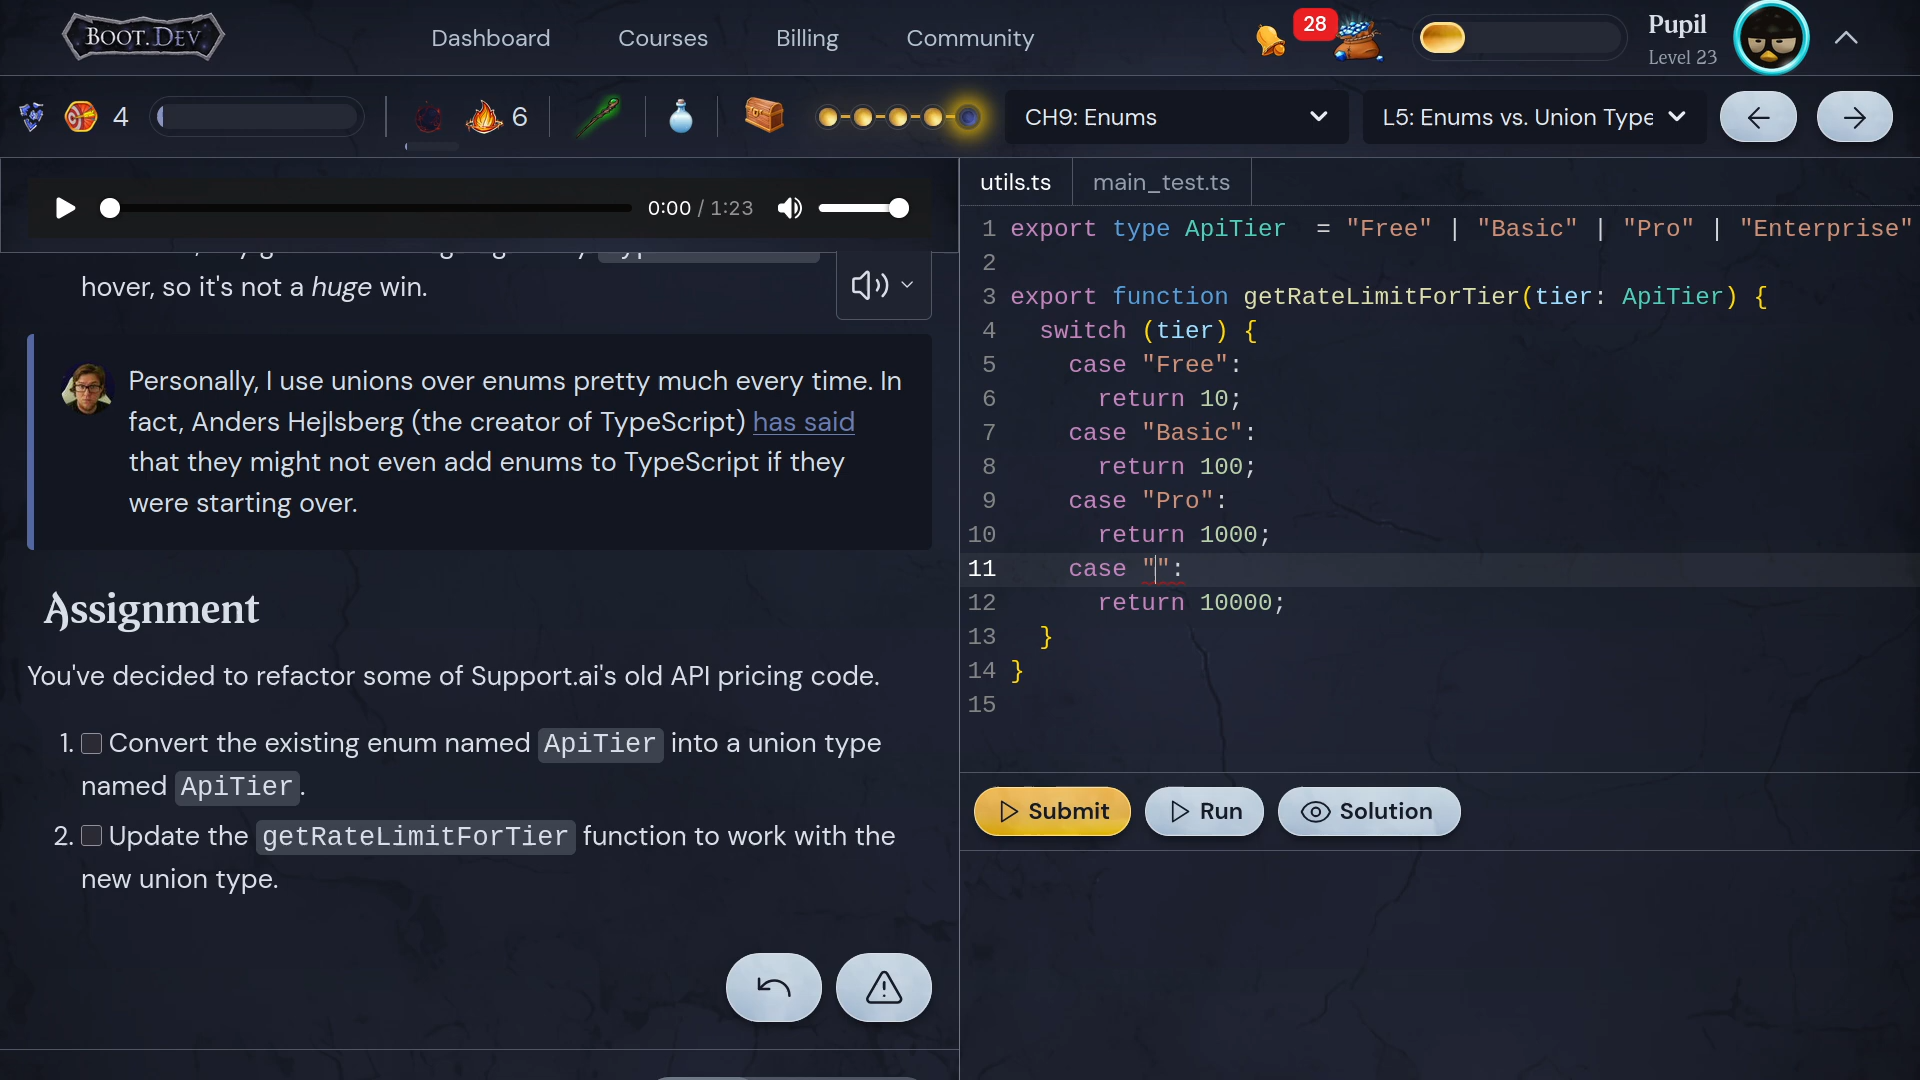 BOOT.DEV
Dashboard
Courses
Billing
Community
28
Pupil
Level 23
4
6
CH9: Enums
L5: Enums vs. Union Type
0:00 / 1:23
hover, so it's not a huge win.
Personally, I use unions over enums pretty much every time. In
fact, Anders Hejlsberg (the creator of TypeScript) has said
that they might not even add enums to TypeScript if they
were starting over.
Assignment
You've decided to refactor some of Support.ai's old API pricing code.
1. Convert the existing enum named ApiTier into a union type
named ApiTier.
2. Update the getRateLimitForTier function to work with the
new union type.
utils.ts
main_test.ts
1 export type ApiTier  = "Free" | "Basic" | "Pro" | "Enterprise"
2
3 export function getRateLimitForTier(tier: ApiTier) {
4   switch (tier) {
5     case "Free":
6       return 10;
7     case "Basic":
8       return 100;
9     case "Pro":
10       return 1000;
11     case "":
12       return 10000;
13   }
14 }
15
Submit
Run
Solution